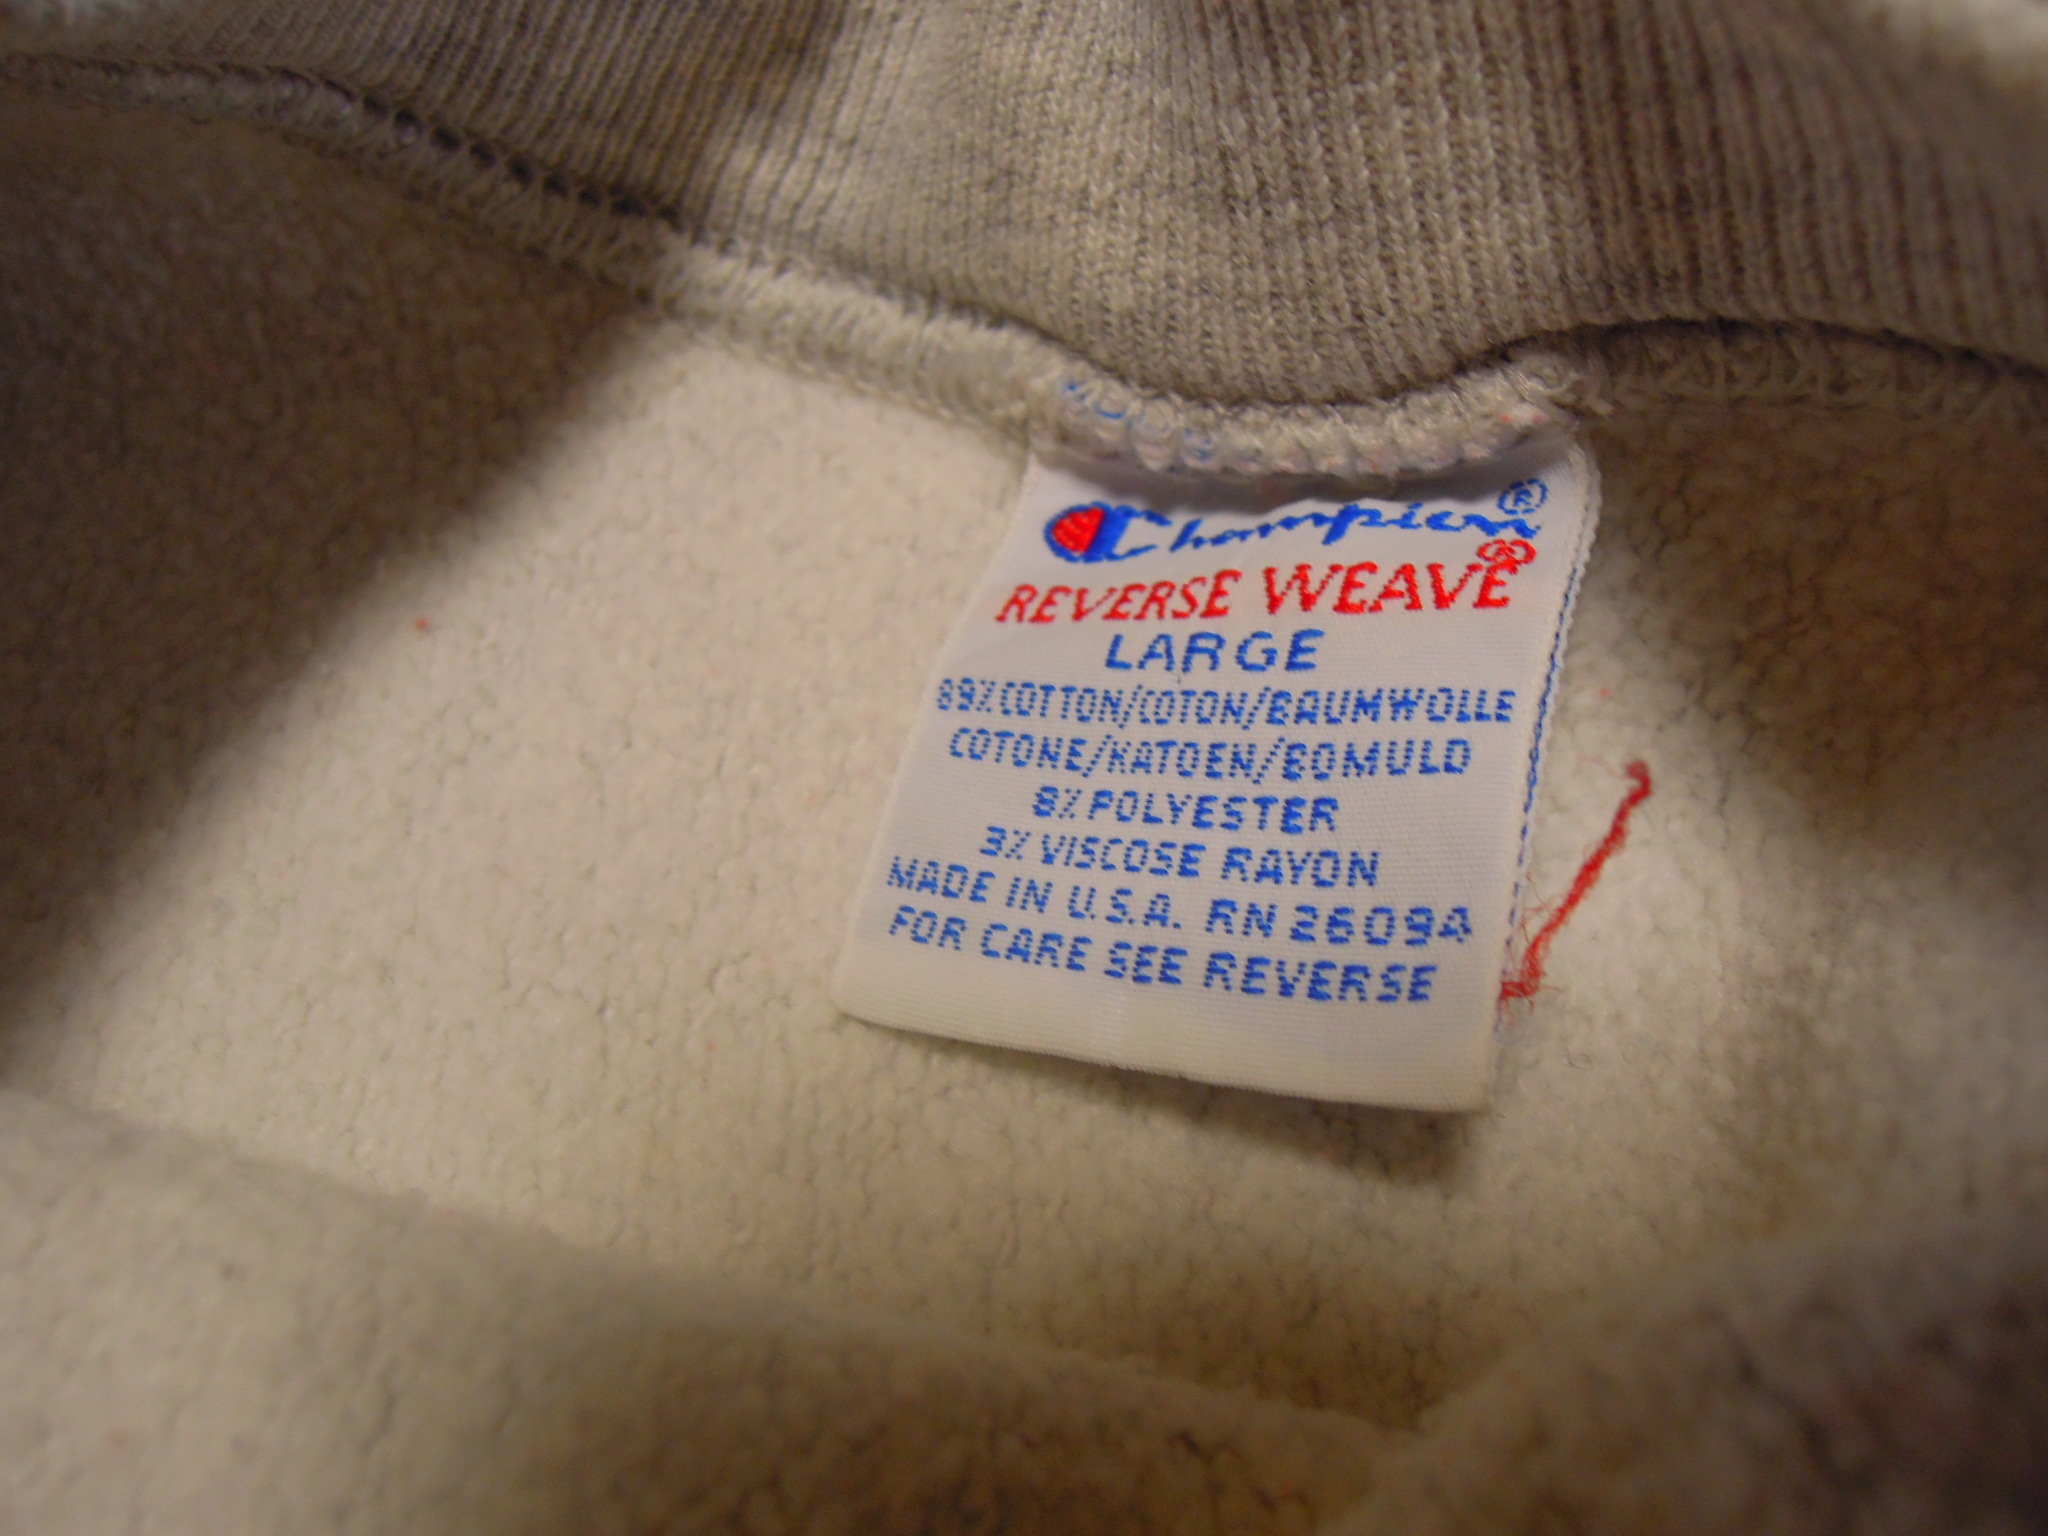 Champion®
REVERSE WEAVE®
LARGE
89% COTTON/COTON/BAUMWOLLE
COTONE/KATOEN/BOMULD
8% POLYESTER
3% VISCOSE RAYON
MADE IN U.S.A. RN 26094
FOR CARE SEE REVERSE